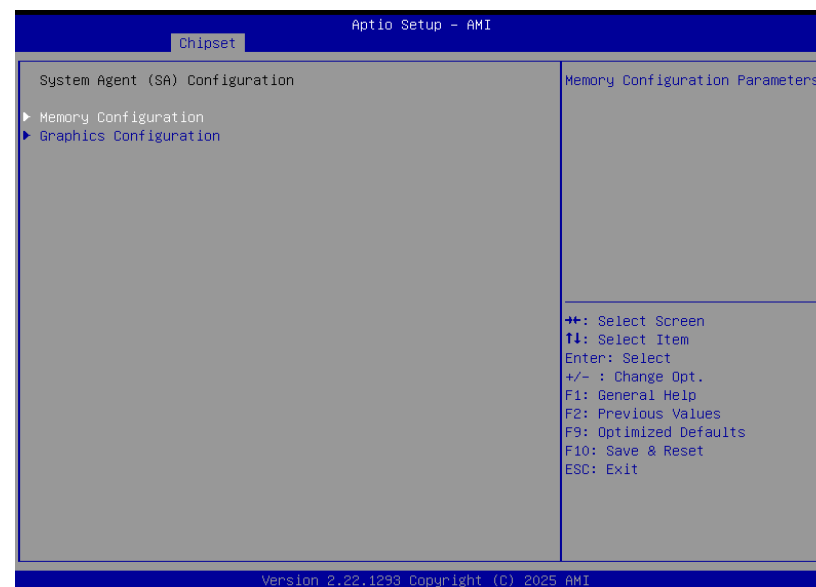 Aptio Setup – AMI
Chipset
System Agent (SA) Configuration
Memory Configuration
Graphics Configuration
Memory Configuration Parameters
→←: Select Screen
↑↓: Select Item
Enter: Select
+/- : Change Opt.
F1: General Help
F2: Previous Values
F9: Optimized Defaults
F10: Save & Reset
ESC: Exit
Version 2.22.1293 Copyright (C) 2025 AMI